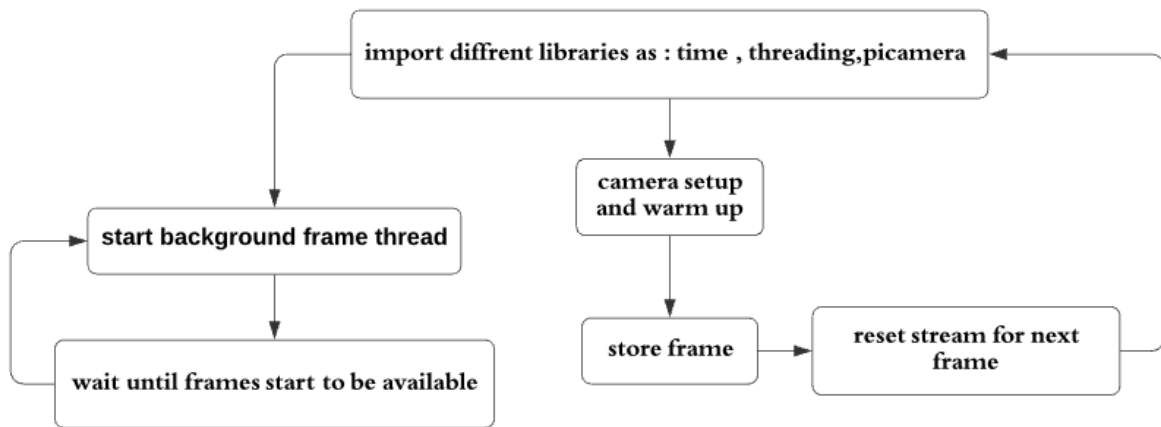 import diffrent libraries as : time , threading,picamera
camera setup
and warm up
start background frame thread
store frame
reset stream for next
frame
wait until frames start to be available